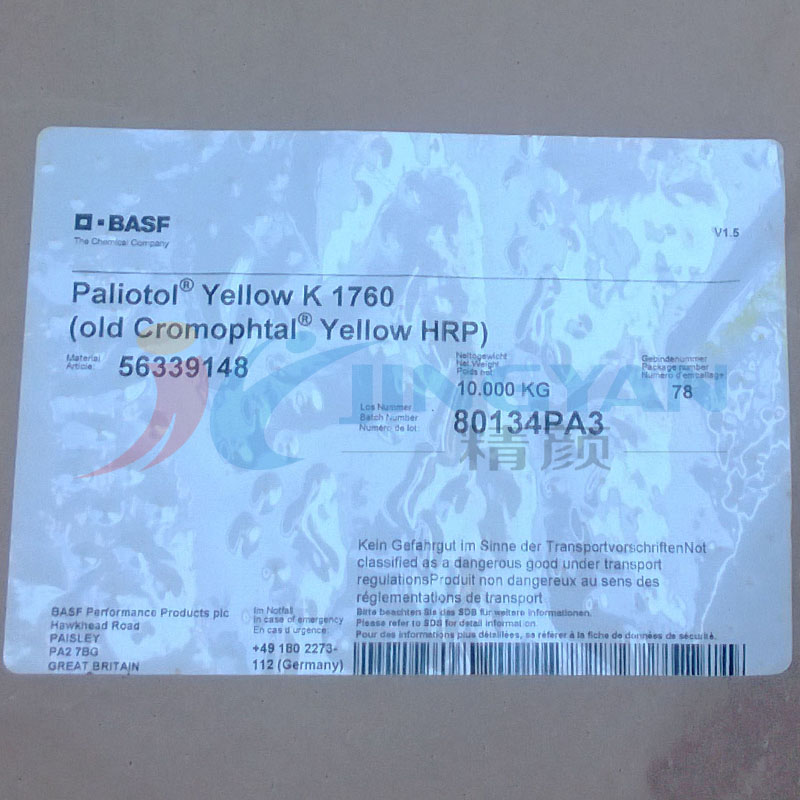 BASF
The Chemical Company
V1.5
Paliotol® Yellow K 1760
(old Cromophtal® Yellow HRP)
Material
Article:
56339148
Nettogewicht
Net Weight
Poids net
10.000 KG
Gebindenummer
Package number
Numéro d'emballage
78
Los Nummer
Batch Number
Numéro de lot:
80134PA3
JINGYAN
精颜
Kein Gefahrgut im Sinne der TransportvorschriftenNot
classified as a dangerous good under transport
regulationsProduit non dangereux au sens des
réglementations de transport
Bitte beachten Sie das SDB für weitere Informationen.
Please refer to SDS for detail information.
Pour des informations plus détaillées, se référer à la fiche de données de sécurité.
BASF Performance Products plc
Hawkhead Road
PAISLEY
PA2 7BG
GREAT BRITAIN
Im Notfall
In case of emergency
En cas d'urgence:
+49 180 2273-
112 (Germany)